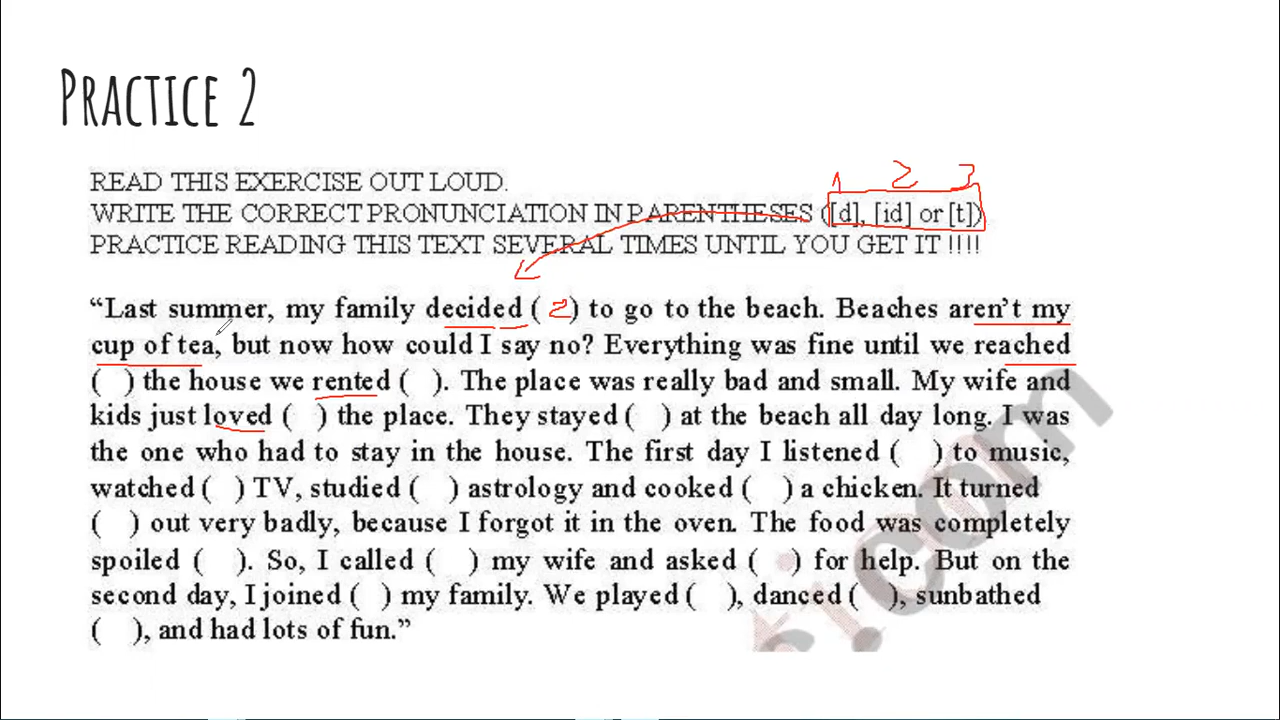 PRACTICE 2
READ THIS EXERCISE OUT LOUD.
1 2 3
WRITE THE CORRECT PRONUNCIATION IN PARENTHESES ([d], [id] or [t])
PRACTICE READING THIS TEXT SEVERAL TIMES UNTIL YOU GET IT !!!!
“Last summer, my family decided ( 2 ) to go to the beach. Beaches aren’t my
cup of tea, but now how could I say no? Everything was fine until we reached
( ) the house we rented ( ). The place was really bad and small. My wife and
kids just loved ( ) the place. They stayed ( ) at the beach all day long. I was
the one who had to stay in the house. The first day I listened ( ) to music,
watched ( ) TV, studied ( ) astrology and cooked ( ) a chicken. It turned
( ) out very badly, because I forgot it in the oven. The food was completely
spoiled ( ). So, I called ( ) my wife and asked ( ) for help. But on the
second day, I joined ( ) my family. We played ( ), danced ( ), sunbathed
( ), and had lots of fun.”